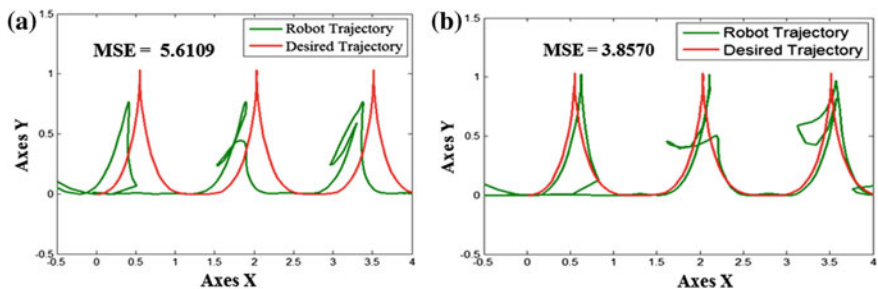 (a)
MSE = 5.6109
Robot Trajectory
Desired Trajectory
1.5
1
0.5
0
-0.5
Axes Y
-0.5 0 0.5 1 1.5 2 2.5 3 3.5 4
Axes X
(b)
MSE = 3.8570
Robot Trajectory
Desired Trajectory
1.5
1
0.5
0
-0.5
Axes Y
-0.5 0 0.5 1 1.5 2 2.5 3 3.5 4
Axes X